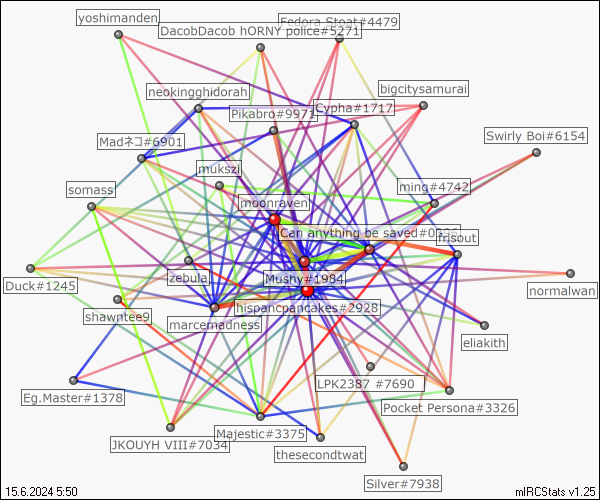 yoshimanden
Fedora Stoat#4479
DacobDacob hORNY police#5271
neokingghidorah
bigcitysamurai
Pikabro#9971
Cypha#1717
Madネコ#6901
Swirly Boi#6154
mukszi
ming#4742
somass
moonraven
Can anything be saved#0
frisout
Duck#1245
zebula
Mushy#1984
normalwan
shawntee9
hispancpancakes#2928
marcemadness
eliakith
LPK2387 #7690
Eg.Master#1378
Pocket Persona#3326
Majestic#3375
JKOUYH VIII#7034
thesecondtwat
Silver#7938
15.6.2024 5:50
mIRCStats v1.25